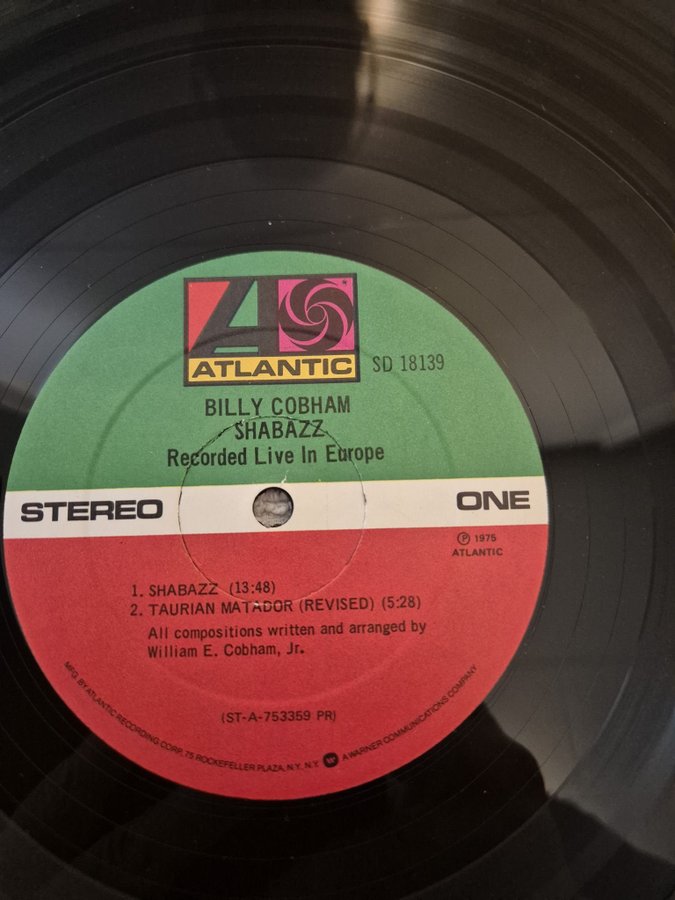 ATLANTIC
SD 18139
BILLY COBHAM
SHABAZZ
Recorded Live In Europe
STEREO
ONE
Ⓟ 1975
ATLANTIC
1. SHABAZZ (13:48)
2. TAURIAN MATADOR (REVISED) (5:28)
All compositions written and arranged by
William E. Cobham, Jr.
(ST-A-753359 PR)
MFG. BY ATLANTIC RECORDING CORP., 75 ROCKEFELLER PLAZA, N.Y., N.Y. W A WARNER COMMUNICATIONS COMPANY